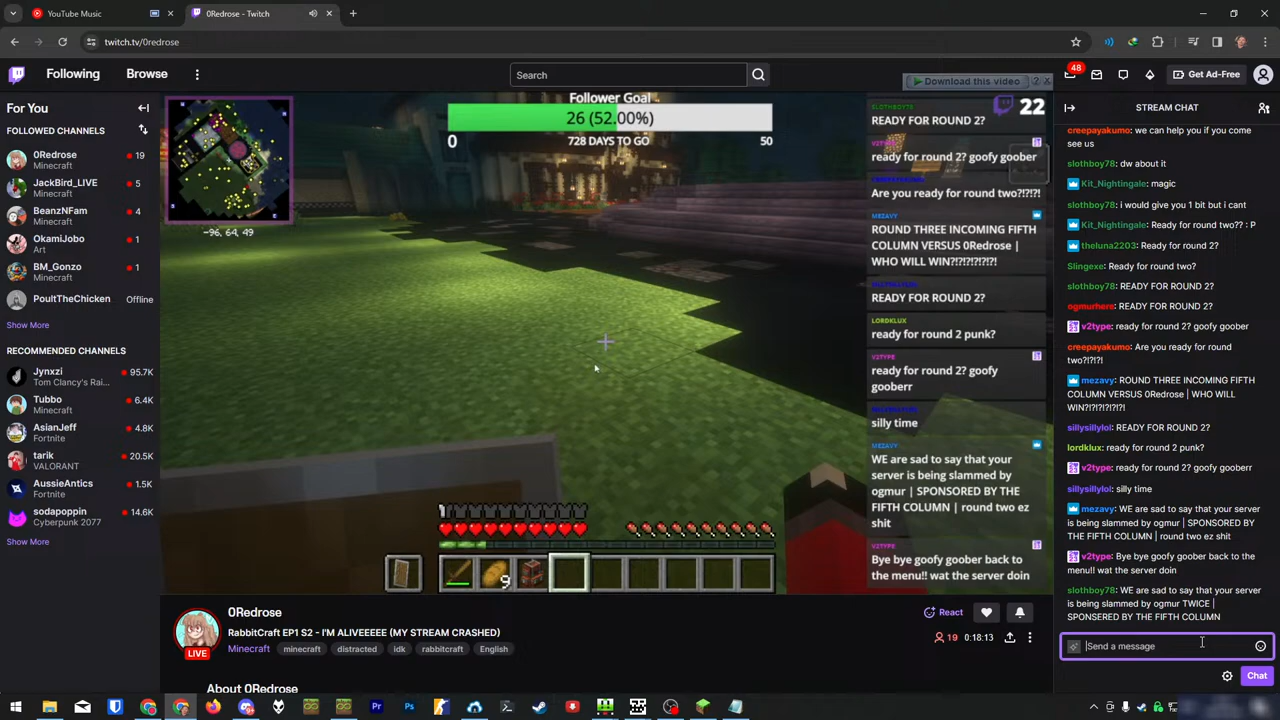 YouTube Music
0Redrose - Twitch
twitch.tv/0redrose
Following
Browse
Search
48
Get Ad-Free
For You
FOLLOWED CHANNELS
0Redrose
19
Minecraft
JackBird_LIVE
5
Minecraft
BeanzNFam
4
Minecraft
OkamiJobo
1
Art
BM_Gonzo
1
Minecraft
PoultTheChicken
Offline
Show More
RECOMMENDED CHANNELS
Jynxzi
95.7K
Tom Clancy's Rai...
Tubbo
6.4K
Minecraft
AsianJeff
4.8K
Fortnite
tarik
20.5K
VALORANT
AussieAntics
1.5K
Fortnite
sodapoppin
14.6K
Cyberpunk 2077
Show More
-96, 64, 49
Follower Goal
26 (52.00%)
0
728 DAYS TO GO
50
Download this video
22
SLOTHBOY78
READY FOR ROUND 2?
V2TYPE
ready for round 2? goofy goober
Are you ready for round two?!?!
MEZAVY
ROUND THREE INCOMING FIFTH
COLUMN VERSUS 0Redrose |
WHO WILL WIN?!?!?!?!?!
READY FOR ROUND 2?
LORDKLUX
ready for round 2 punk?
V2TYPE
ready for round 2? goofy
gooberr
silly time
MEZAVY
WE are sad to say that your
server is being slammed by
ogmur | SPONSORED BY THE
FIFTH COLUMN | round two ez
shit
V2TYPE
Bye bye goofy goober back to
the menu!! wat the server doin
9
0Redrose
LIVE
RabbitCraft EP1 S2 - I'M ALIVEEEEE (MY STREAM CRASHED)
Minecraft
minecraft
distracted
idk
rabbitcraft
English
React
19
0:18:13
About 0Redrose
STREAM CHAT
creepayakumo: we can help you if you come
see us
slothboy78: dw about it
Kit_Nightingale: magic
slothboy78: i would give you 1 bit but i cant
Kit_Nightingale: Ready for round two?? : P
theluna2203: Ready for round 2?
Slingexe: Ready for round two?
slothboy78: READY FOR ROUND 2?
ogmurhere: READY FOR ROUND 2?
v2type: ready for round 2? goofy goober
creepayakumo: Are you ready for round
two?!?!
mezavy: ROUND THREE INCOMING FIFTH
COLUMN VERSUS 0Redrose | WHO WILL
WIN?!?!?!?!?!
sillysillylol: READY FOR ROUND 2?
lordklux: ready for round 2 punk?
v2type: ready for round 2? goofy gooberr
sillysillylol: silly time
mezavy: WE are sad to say that your server
is being slammed by ogmur | SPONSORED BY
THE FIFTH COLUMN | round two ez shit
v2type: Bye bye goofy goober back to the
menu!! wat the server doin
slothboy78: WE are sad to say that your
server is being slammed by ogmur TWICE |
SPONSERED BY THE FIFTH COLUMN
Send a message
Chat